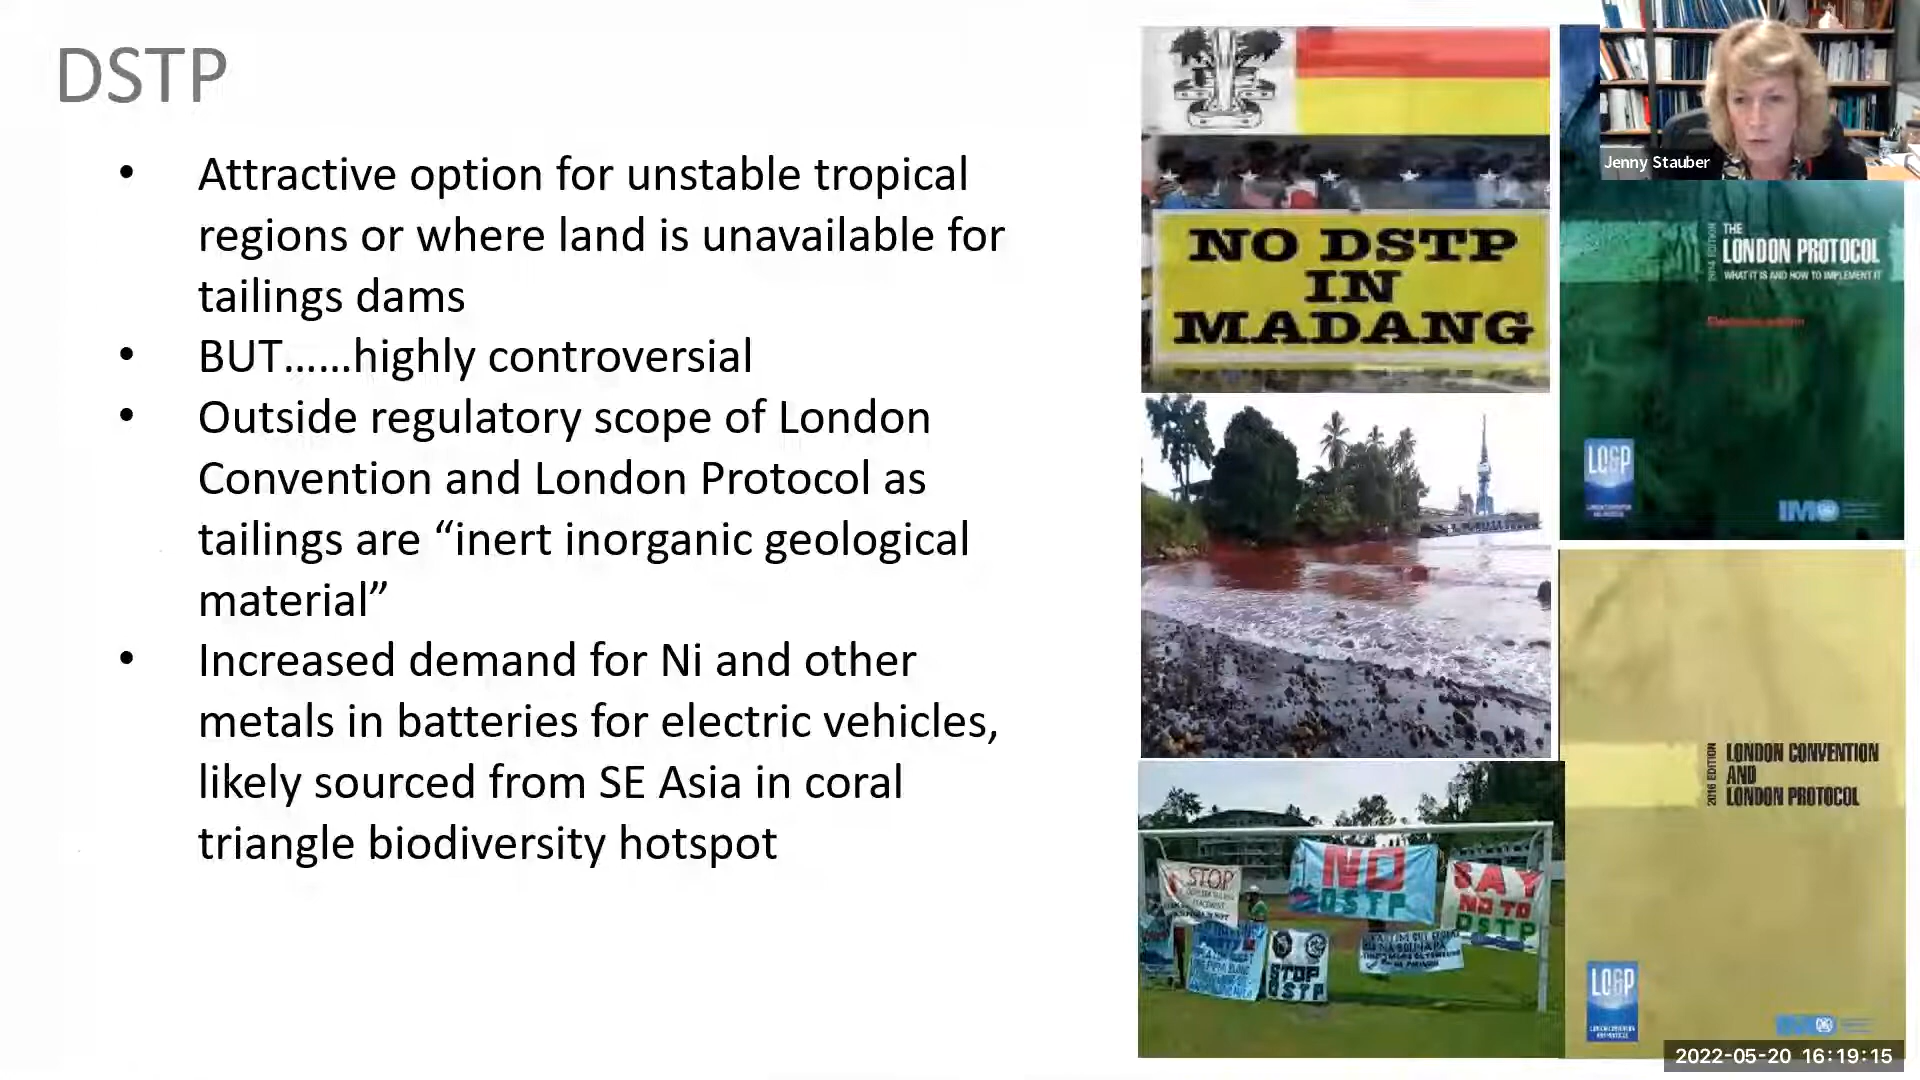 DSTP
• Attractive option for unstable tropical
regions or where land is unavailable for
tailings dams
• BUT......highly controversial
• Outside regulatory scope of London
Convention and London Protocol as
tailings are “inert inorganic geological
material”
• Increased demand for Ni and other
metals in batteries for electric vehicles,
likely sourced from SE Asia in coral
triangle biodiversity hotspot
NO DSTP
IN
MADANG
STOP
NO
DSTP
SAY
NO TO
DSTP
STOP
DSTP
Jenny Stauber
2014 EDITION
THE
LONDON PROTOCOL
WHAT IT IS AND HOW TO IMPLEMENT IT
Electronic edition
LC&P
IMO
2016 EDITION
LONDON CONVENTION
AND
LONDON PROTOCOL
LC&P
IMO
2022-05-20 16:19:15